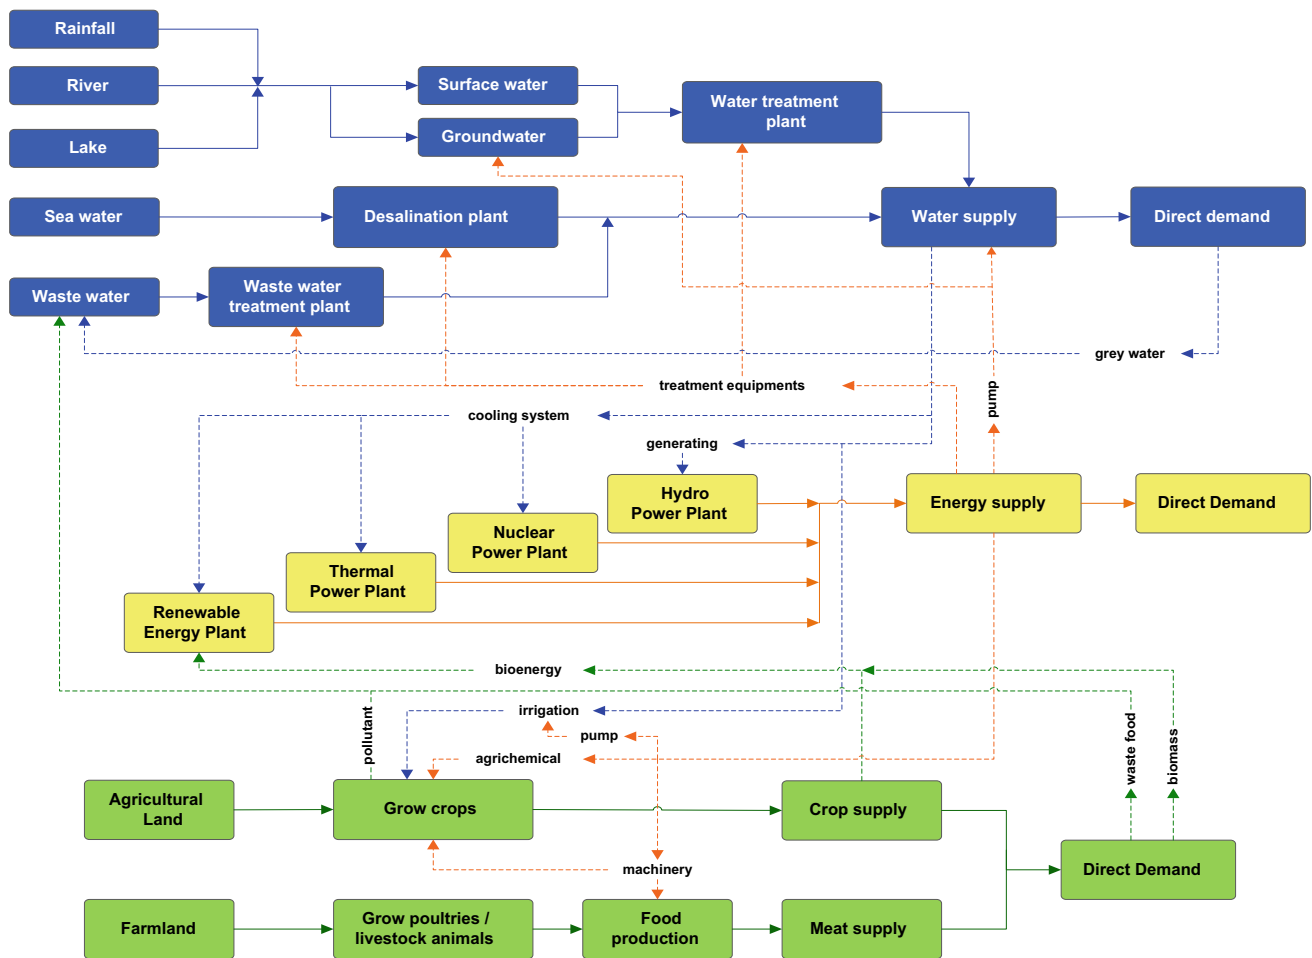 Rainfall
River
Lake
Surface water
Groundwater
Water treatment
plant
Sea water
Desalination plant
Water supply
Direct demand
Waste water
Waste water
treatment plant
grey water
treatment equipments
pump
cooling system
generating
Hydro
Power Plant
Energy supply
Direct Demand
Nuclear
Power Plant
Thermal
Power Plant
Renewable
Energy Plant
bioenergy
irrigation
pump
agrichemical
pollutant
waste food
biomass
Agricultural
Land
Grow crops
Crop supply
machinery
Direct Demand
Farmland
Grow poultries /
livestock animals
Food
production
Meat supply